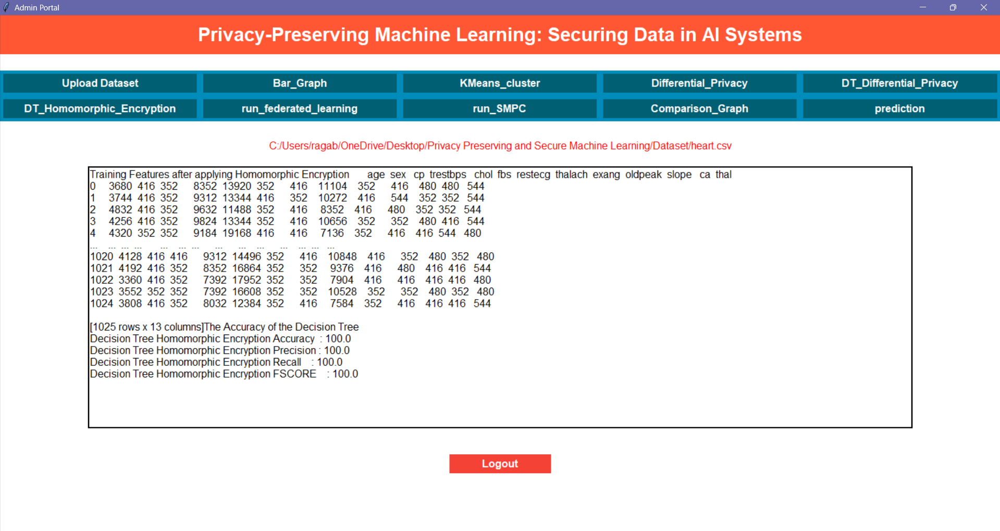 Admin Portal
Privacy-Preserving Machine Learning: Securing Data in AI Systems
Upload Dataset Bar_Graph KMeans_cluster Differential_Privacy DT_Differential_Privacy
DT_Homomorphic_Encryption run_federated_learning run_SMPC Comparison_Graph prediction
C:/Users/ragab/OneDrive/Desktop/Privacy Preserving and Secure Machine Learning/Dataset/heart.csv
Training Features after applying Homomorphic Encryption age sex cp trestbps chol fbs restecg thalach exang oldpeak slope ca thal
0 3680 416 352 8352 13920 352 416 11104 352 416 480 480 544
1 3744 416 352 9312 13344 416 352 10272 416 544 352 352 544
2 4832 416 352 9632 11488 352 416 8352 416 480 352 352 544
3 4256 416 352 9824 13344 352 416 10656 352 352 480 416 544
4 4320 352 352 9184 19168 416 416 7136 352 416 416 544 480
... ... ... ... ... ... ... ... ... ... ... ... ... ...
1020 4128 416 416 9312 14496 352 416 10848 416 352 480 352 480
1021 4192 416 352 8352 16864 352 352 9376 416 480 416 416 544
1022 3360 416 352 7392 17952 352 352 7904 416 416 416 416 480
1023 3552 352 352 7392 16608 352 352 10528 352 352 480 352 480
1024 3808 416 352 8032 12384 352 416 7584 352 416 416 416 544
[1025 rows x 13 columns]The Accuracy of the Decision Tree
Decision Tree Homomorphic Encryption Accuracy : 100.0
Decision Tree Homomorphic Encryption Precision : 100.0
Decision Tree Homomorphic Encryption Recall : 100.0
Decision Tree Homomorphic Encryption FSCORE : 100.0
Logout